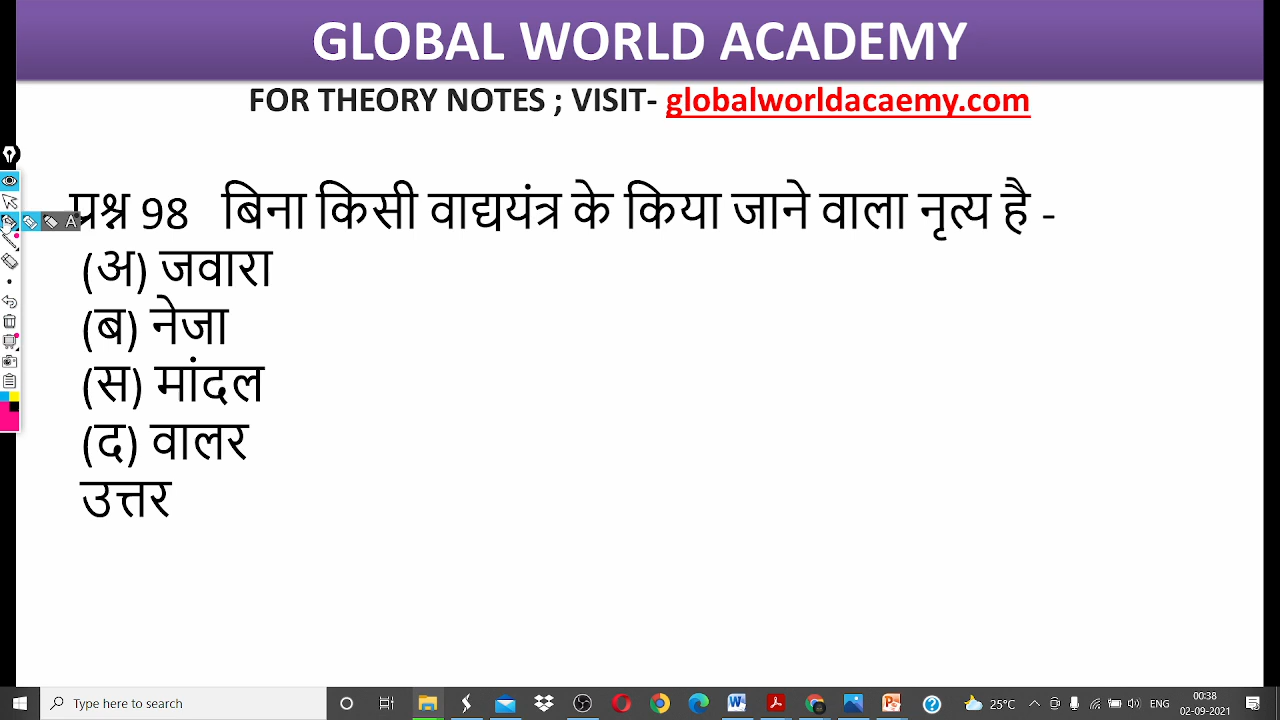 GLOBAL WORLD ACADEMY
FOR THEORY NOTES ; VISIT- globalworldacaemy.com
प्रश्न 98 बिना किसी वाद्ययंत्र के किया जाने वाला नृत्य है -
(अ) जवारा
(ब) नेजा
(स) मांदल
(द) वालर
उत्तर
Type here to search
25°C
ENG
00:38
02-09-2021